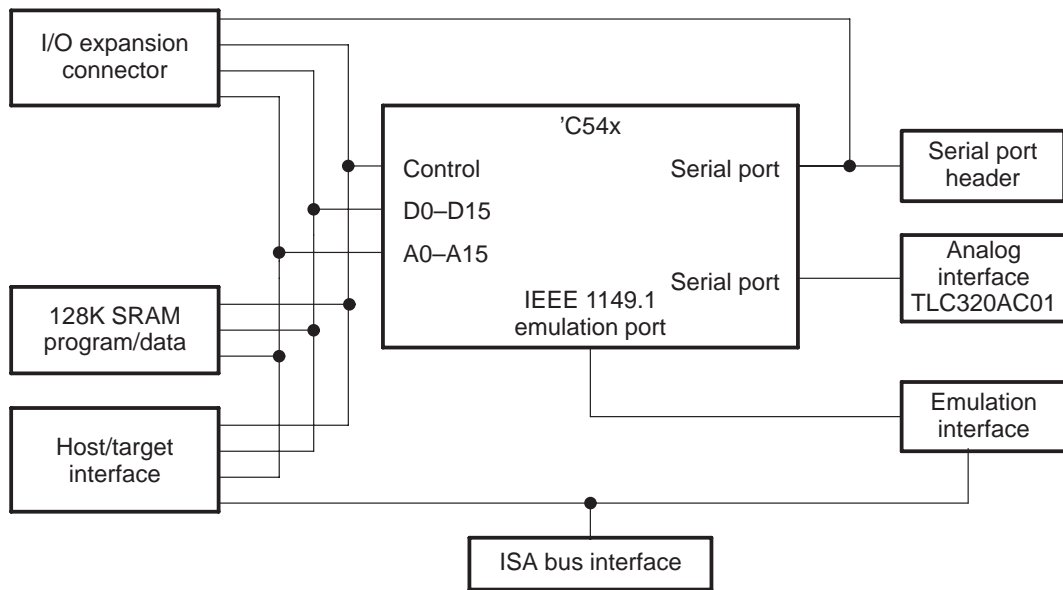 I/O expansion
connector
’C54x
Control
Serial port
D0–D15
A0–A15
Serial port
IEEE 1149.1
emulation port
Serial port
header
Analog
interface
TLC320AC01
128K SRAM
program/data
Host/target
interface
Emulation
interface
ISA bus interface